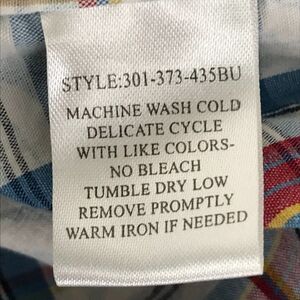 STYLE:301-373-435BU
MACHINE WASH COLD
DELICATE CYCLE
WITH LIKE COLORS-
NO BLEACH
TUMBLE DRY LOW
REMOVE PROMPTLY
WARM IRON IF NEEDED